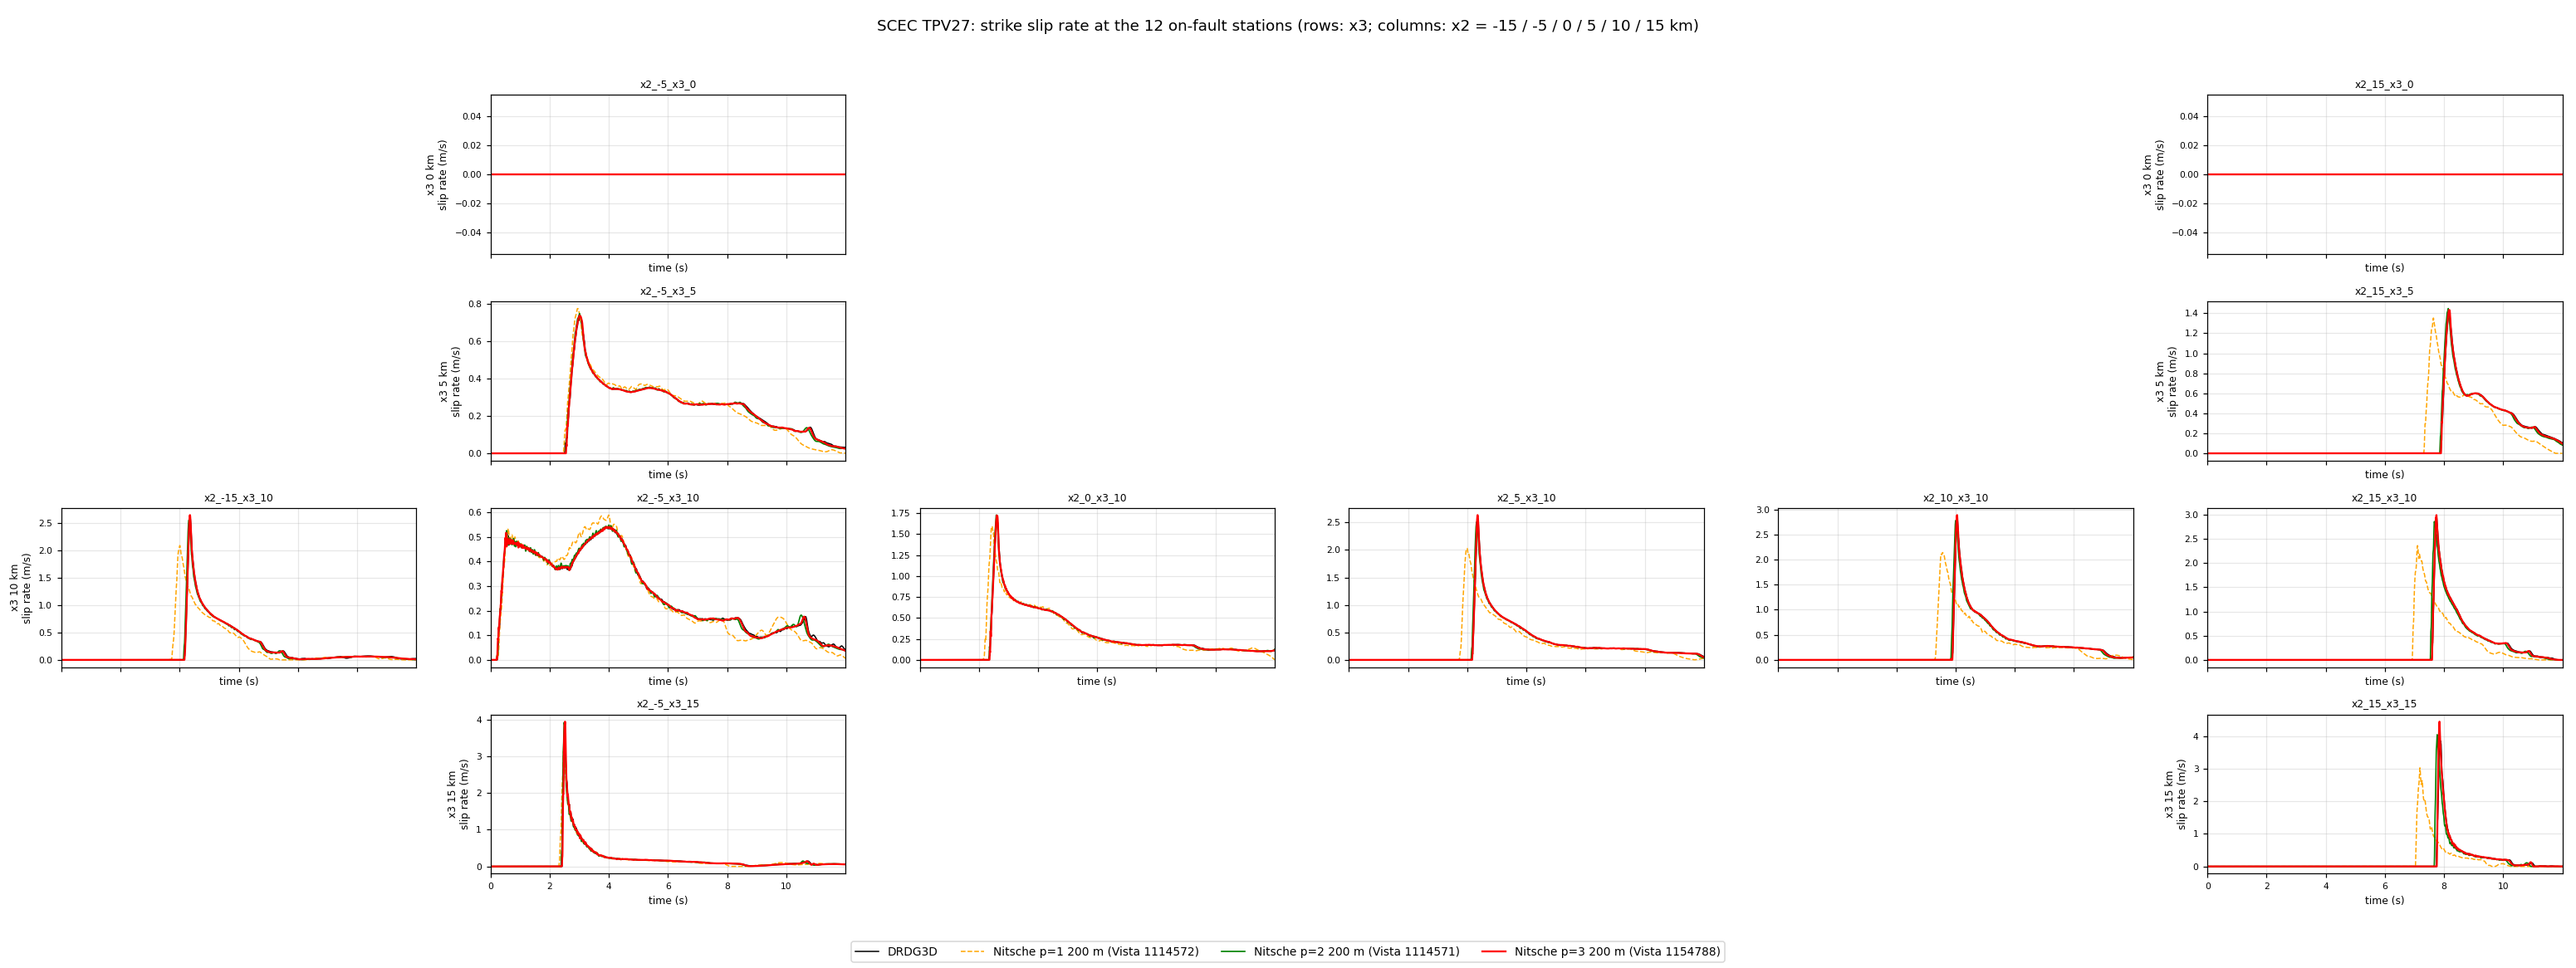 SCEC TPV27: strike slip rate at the 12 on-fault stations (rows: x3; columns: x2 = -15 / -5 / 0 / 5 / 10 / 15 km)
x2_-5_x3_0
x3 0 km
slip rate (m/s)
0.04
0.02
0.00
−0.02
−0.04
time (s)
x2_15_x3_0
x3 0 km
slip rate (m/s)
0.04
0.02
0.00
−0.02
−0.04
time (s)
x2_-5_x3_5
x3 5 km
slip rate (m/s)
0.8
0.6
0.4
0.2
0.0
time (s)
x2_15_x3_5
x3 5 km
slip rate (m/s)
1.4
1.2
1.0
0.8
0.6
0.4
0.2
0.0
time (s)
x2_-15_x3_10
x3 10 km
slip rate (m/s)
2.5
2.0
1.5
1.0
0.5
0.0
time (s)
x2_-5_x3_10
0.6
0.5
0.4
0.3
0.2
0.1
0.0
time (s)
x2_0_x3_10
1.75
1.50
1.25
1.00
0.75
0.50
0.25
0.00
time (s)
x2_5_x3_10
2.5
2.0
1.5
1.0
0.5
0.0
time (s)
x2_10_x3_10
3.0
2.5
2.0
1.5
1.0
0.5
0.0
time (s)
x2_15_x3_10
3.0
2.5
2.0
1.5
1.0
0.5
0.0
time (s)
x2_-5_x3_15
x3 15 km
slip rate (m/s)
4
3
2
1
0
0 2 4 6 8 10
time (s)
x2_15_x3_15
x3 15 km
slip rate (m/s)
4
3
2
1
0
0 2 4 6 8 10
time (s)
DRDG3D Nitsche p=1 200 m (Vista 1114572) Nitsche p=2 200 m (Vista 1114571) Nitsche p=3 200 m (Vista 1154788)